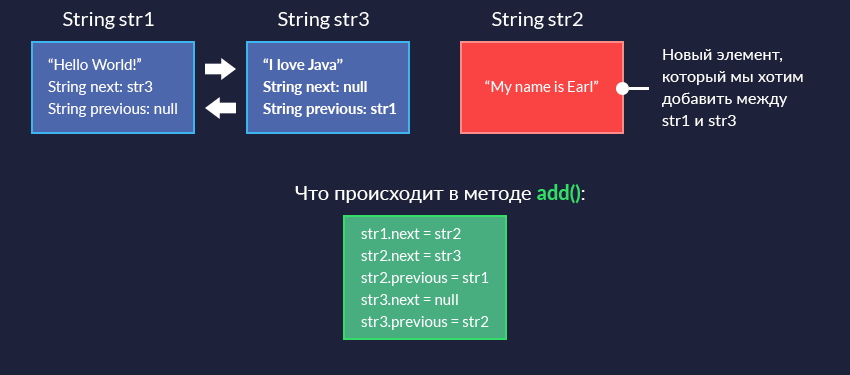 String str1
“Hello World!”
String next: str3
String previous: null
String str3
“I love Java”
String next: null
String previous: str1
String str2
“My name is Earl”
Новый элемент,
который мы хотим
добавить между
str1 и str3
Что происходит в методе add():
str1.next = str2
str2.next = str3
str2.previous = str1
str3.next = null
str3.previous = str2